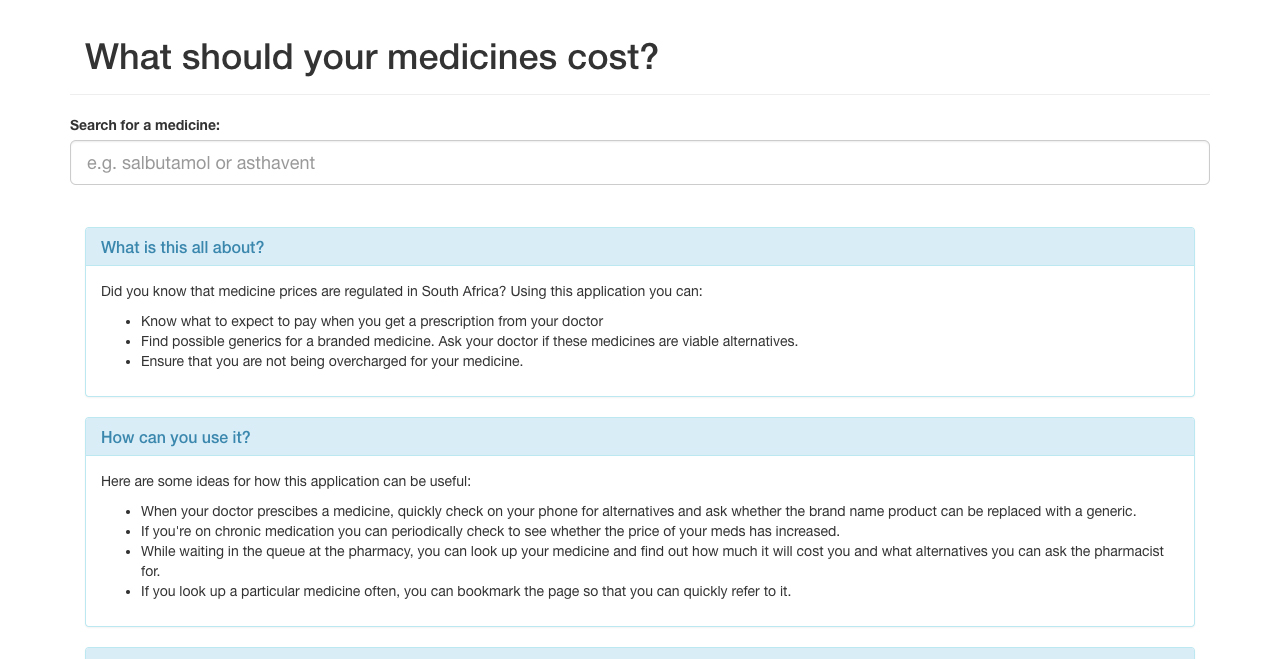 What should your medicines cost?
Search for a medicine:
e.g. salbutamol or asthavent
What is this all about?
Did you know that medicine prices are regulated in South Africa? Using this application you can:
Know what to expect to pay when you get a prescription from your doctor
Find possible generics for a branded medicine. Ask your doctor if these medicines are viable alternatives.
Ensure that you are not being overcharged for your medicine.
How can you use it?
Here are some ideas for how this application can be useful:
When your doctor prescibes a medicine, quickly check on your phone for alternatives and ask whether the brand name product can be replaced with a generic.
If you're on chronic medication you can periodically check to see whether the price of your meds has increased.
While waiting in the queue at the pharmacy, you can look up your medicine and find out how much it will cost you and what alternatives you can ask the pharmacist
for.
If you look up a particular medicine often, you can bookmark the page so that you can quickly refer to it.